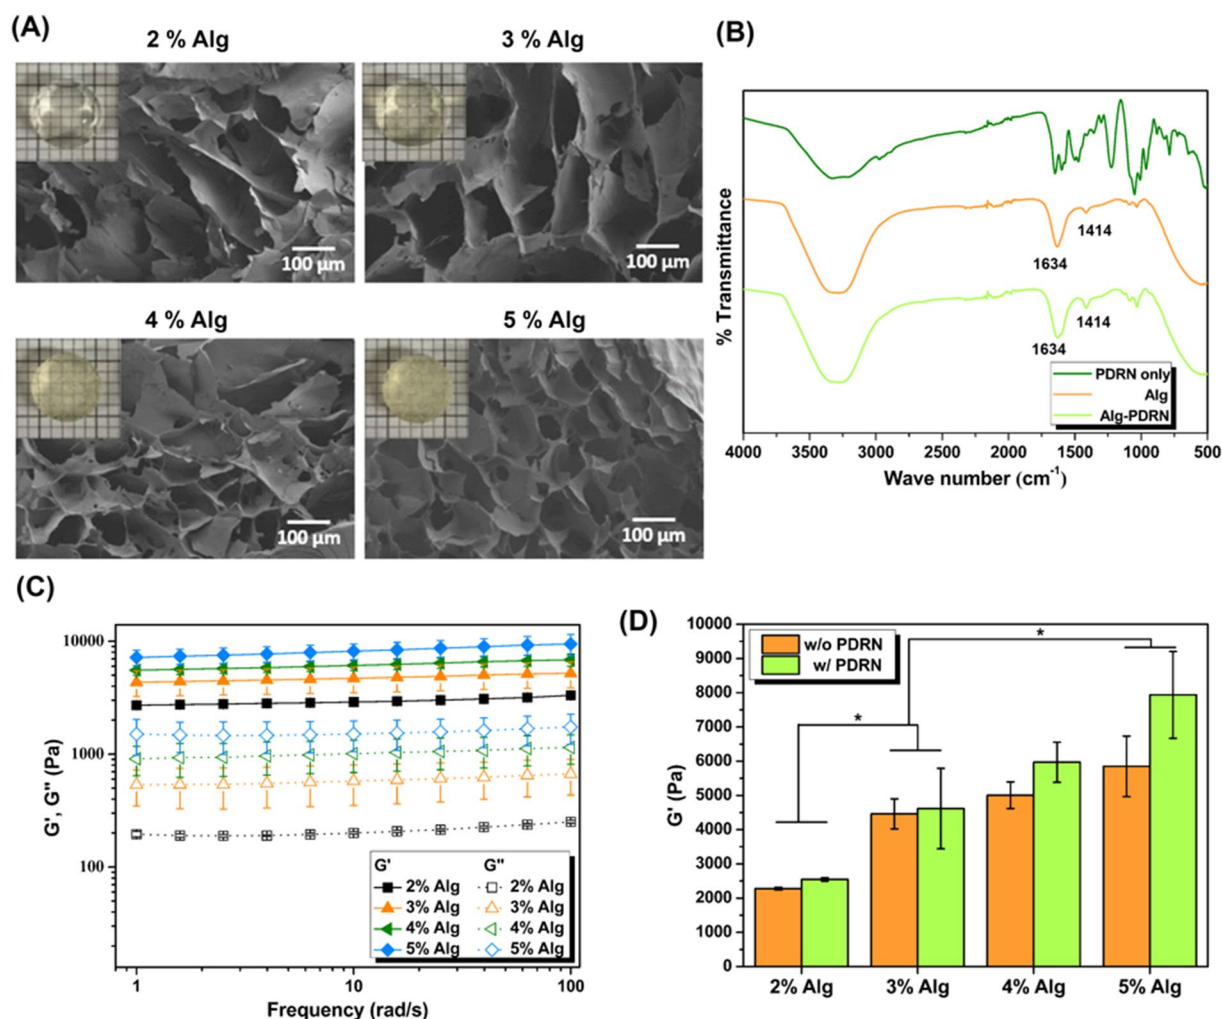 (A)
2 % Alg
3 % Alg
100 µm
100 µm
4 % Alg
5 % Alg
100 µm
100 µm
(B)
% Transmittance
1414
1634
1414
1634
PDRN only
Alg
Alg-PDRN
4000 3500 3000 2500 2000 1500 1000 500
Wave number (cm-1)
(C)
G', G" (Pa)
10000
1000
100
G' G"
2% Alg 2% Alg
3% Alg 3% Alg
4% Alg 4% Alg
5% Alg 5% Alg
1 10 100
Frequency (rad/s)
(D)
G' (Pa)
10000
9000
8000
7000
6000
5000
4000
3000
2000
1000
0
w/o PDRN
w/ PDRN
*
*
2% Alg 3% Alg 4% Alg 5% Alg